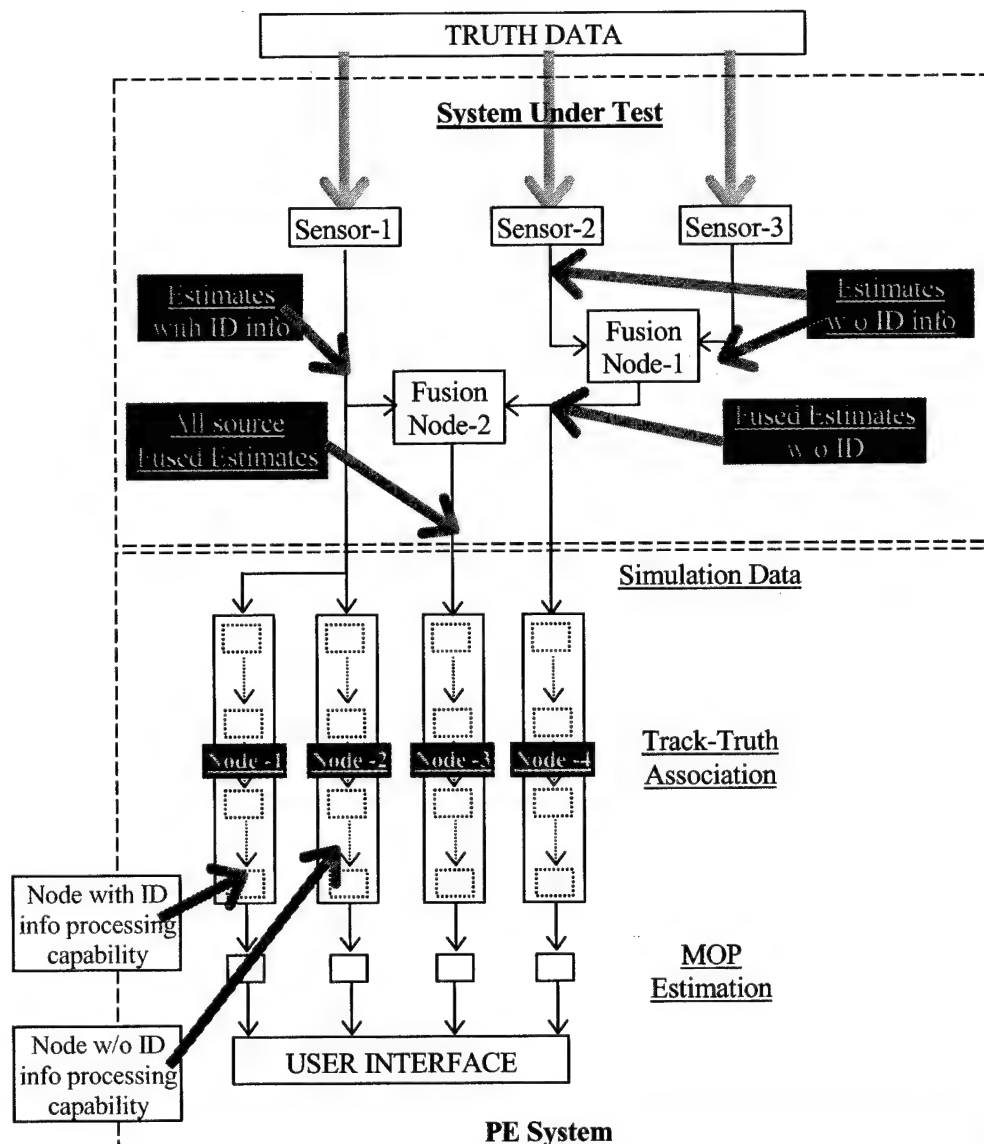 TRUTH DATA
System Under Test
Sensor-1
Sensor-2
Sensor-3
Estimates
with ID info
Estimates
w o ID info
Fusion
Node-1
Fusion
Node-2
All source
Fused Estimates
Fused Estimates
w o ID
Simulation Data
Node -1
Node -2
Node -3
Node -4
Track-Truth
Association
Node with ID
info processing
capability
MOP
Estimation
Node w/o ID
info processing
capability
USER INTERFACE
PE System